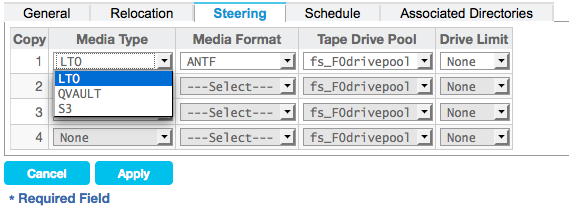 General Relocation Steering Schedule Associated Directories
Copy Media Type Media Format Tape Drive Pool Drive Limit
1 LTO ANTF fs_F0drivepool None
LTO
2 ---Select--- fs_F0drivepool None
QVAULT
S3
3 ---Select--- fs_F0drivepool None
4 None ---Select--- fs_F0drivepool None
Cancel Apply
* Required Field